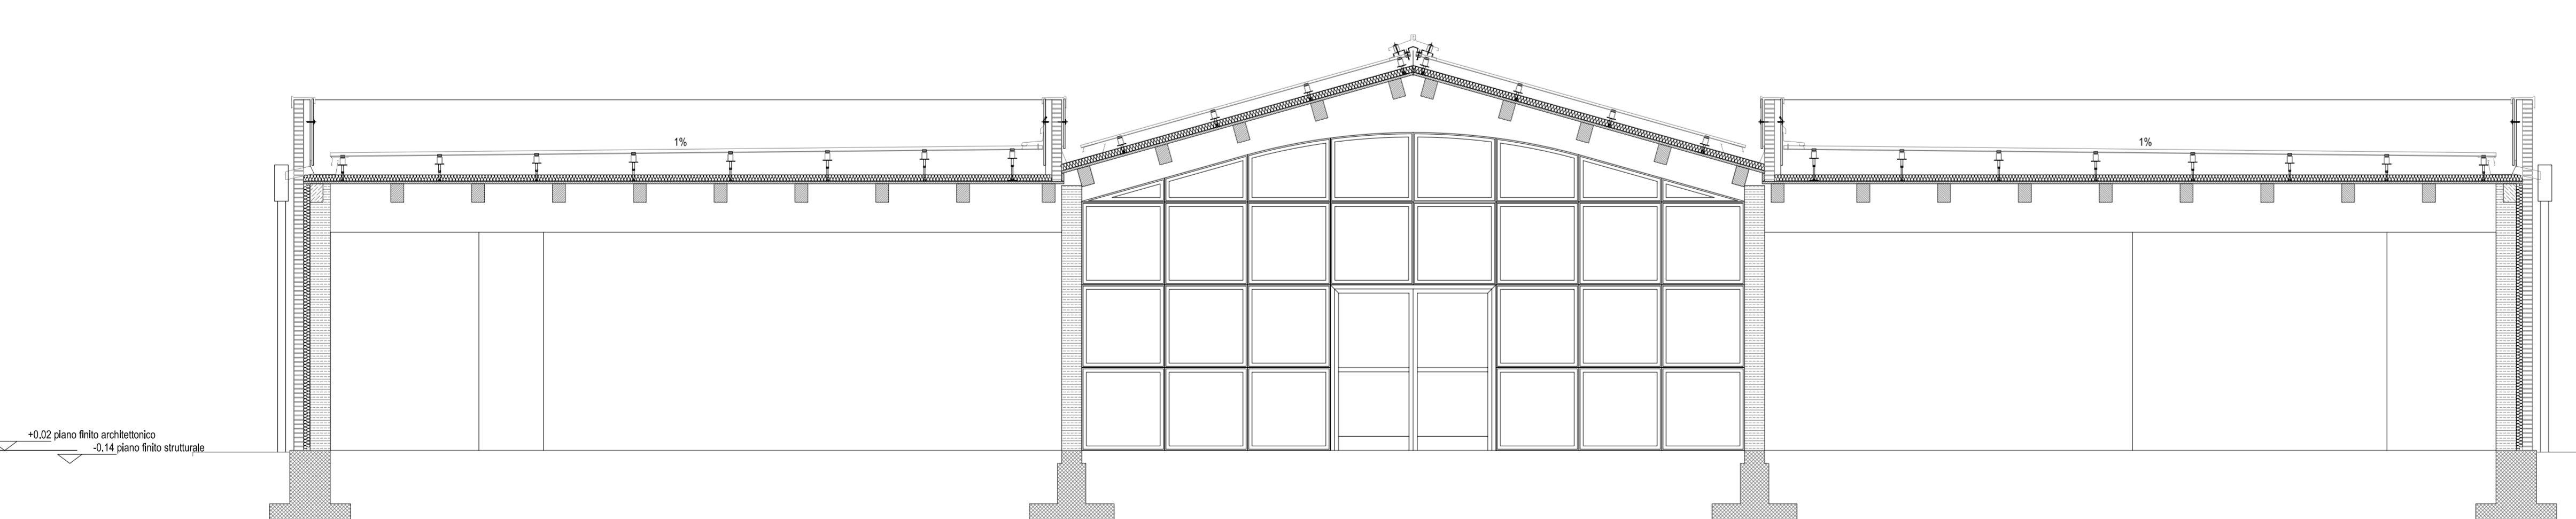 1%
1%
+0.02 piano finito architettonico
-0.14 piano finito strutturale